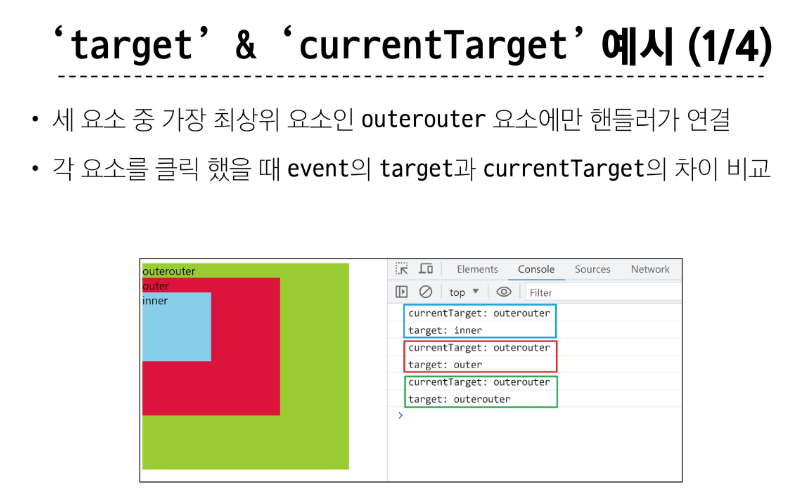 ‘target’ & ‘currentTarget’ 예시 (1/4)
• 세 요소 중 가장 최상위 요소인 outerouter 요소에만 핸들러가 연결
• 각 요소를 클릭 했을 때 event의 target과 currentTarget의 차이 비교
outerouter
outer
inner
Elements Console Sources Network
top ▼ Filter
currentTarget: outerouter
target: inner
currentTarget: outerouter
target: outer
currentTarget: outerouter
target: outerouter
>